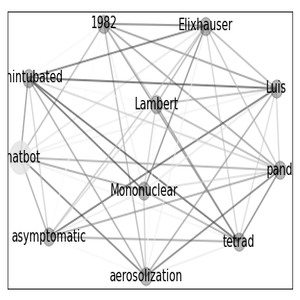 1982
Elixhauser
nintubated
Luis
Lambert
hatbot
pand
Mononuclear
asymptomatic
tetrad
aerosolization